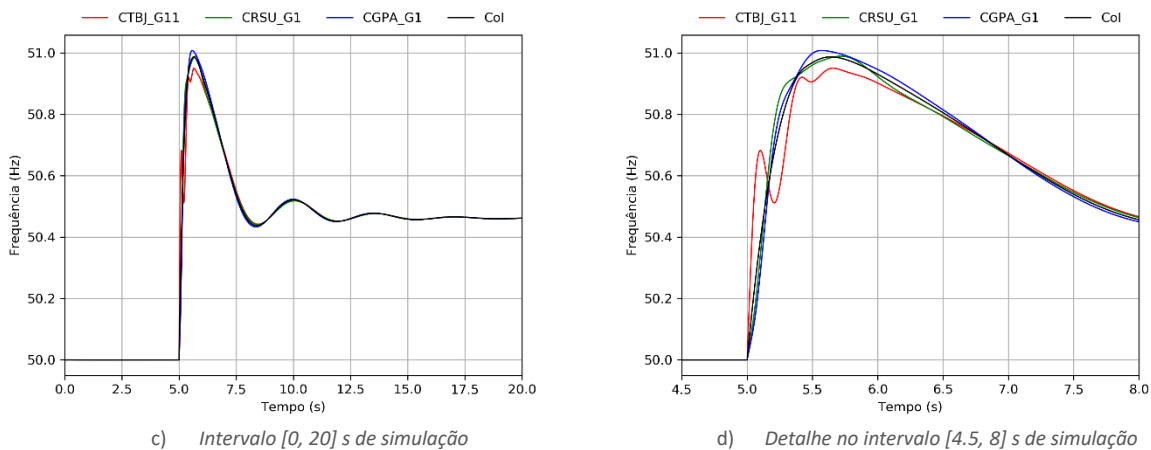 CTBJ_G11 CRSU_G1 CGPA_G1 CoI
51.0
50.8
50.6
50.4
50.2
50.0
Frequência (Hz)
0.0 2.5 5.0 7.5 10.0 12.5 15.0 17.5 20.0
Tempo (s)
c) Intervalo [0, 20] s de simulação
CTBJ_G11 CRSU_G1 CGPA_G1 CoI
51.0
50.8
50.6
50.4
50.2
50.0
Frequência (Hz)
4.5 5.0 5.5 6.0 6.5 7.0 7.5 8.0
Tempo (s)
d) Detalhe no intervalo [4.5, 8] s de simulação